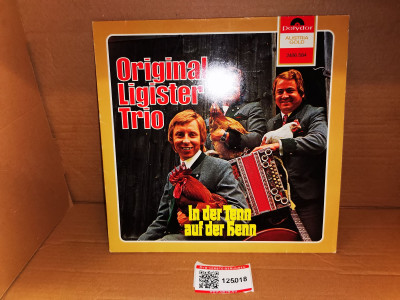 Polydor
AUSTRIA
GOLD
Original
Ligister
Trio
In der Tenn
auf der Henn
125018